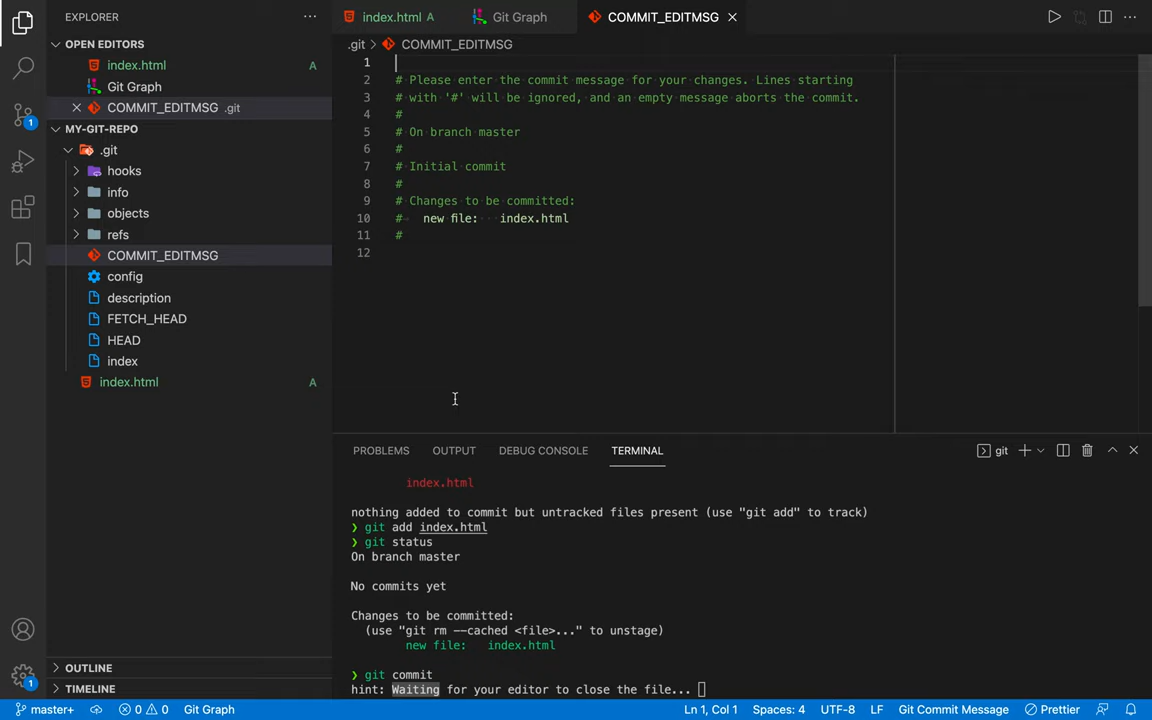 EXPLORER
index.html A
Git Graph
COMMIT_EDITMSG
OPEN EDITORS
index.html A
Git Graph
COMMIT_EDITMSG .git
MY-GIT-REPO
.git
hooks
info
objects
refs
COMMIT_EDITMSG
config
description
FETCH_HEAD
HEAD
index
index.html A
OUTLINE
TIMELINE
1
1
.git > COMMIT_EDITMSG
1
2 # Please enter the commit message for your changes. Lines starting
3 # with '#' will be ignored, and an empty message aborts the commit.
4 #
5 # On branch master
6 #
7 # Initial commit
8 #
9 # Changes to be committed:
10 # new file: index.html
11 #
12
PROBLEMS OUTPUT DEBUG CONSOLE TERMINAL
git
index.html
nothing added to commit but untracked files present (use "git add" to track)
❯ git add index.html
❯ git status
On branch master
No commits yet
Changes to be committed:
(use "git rm --cached <file>..." to unstage)
new file: index.html
❯ git commit
hint: Waiting for your editor to close the file...
master+ 0 0 Git Graph Ln 1, Col 1 Spaces: 4 UTF-8 LF Git Commit Message Prettier